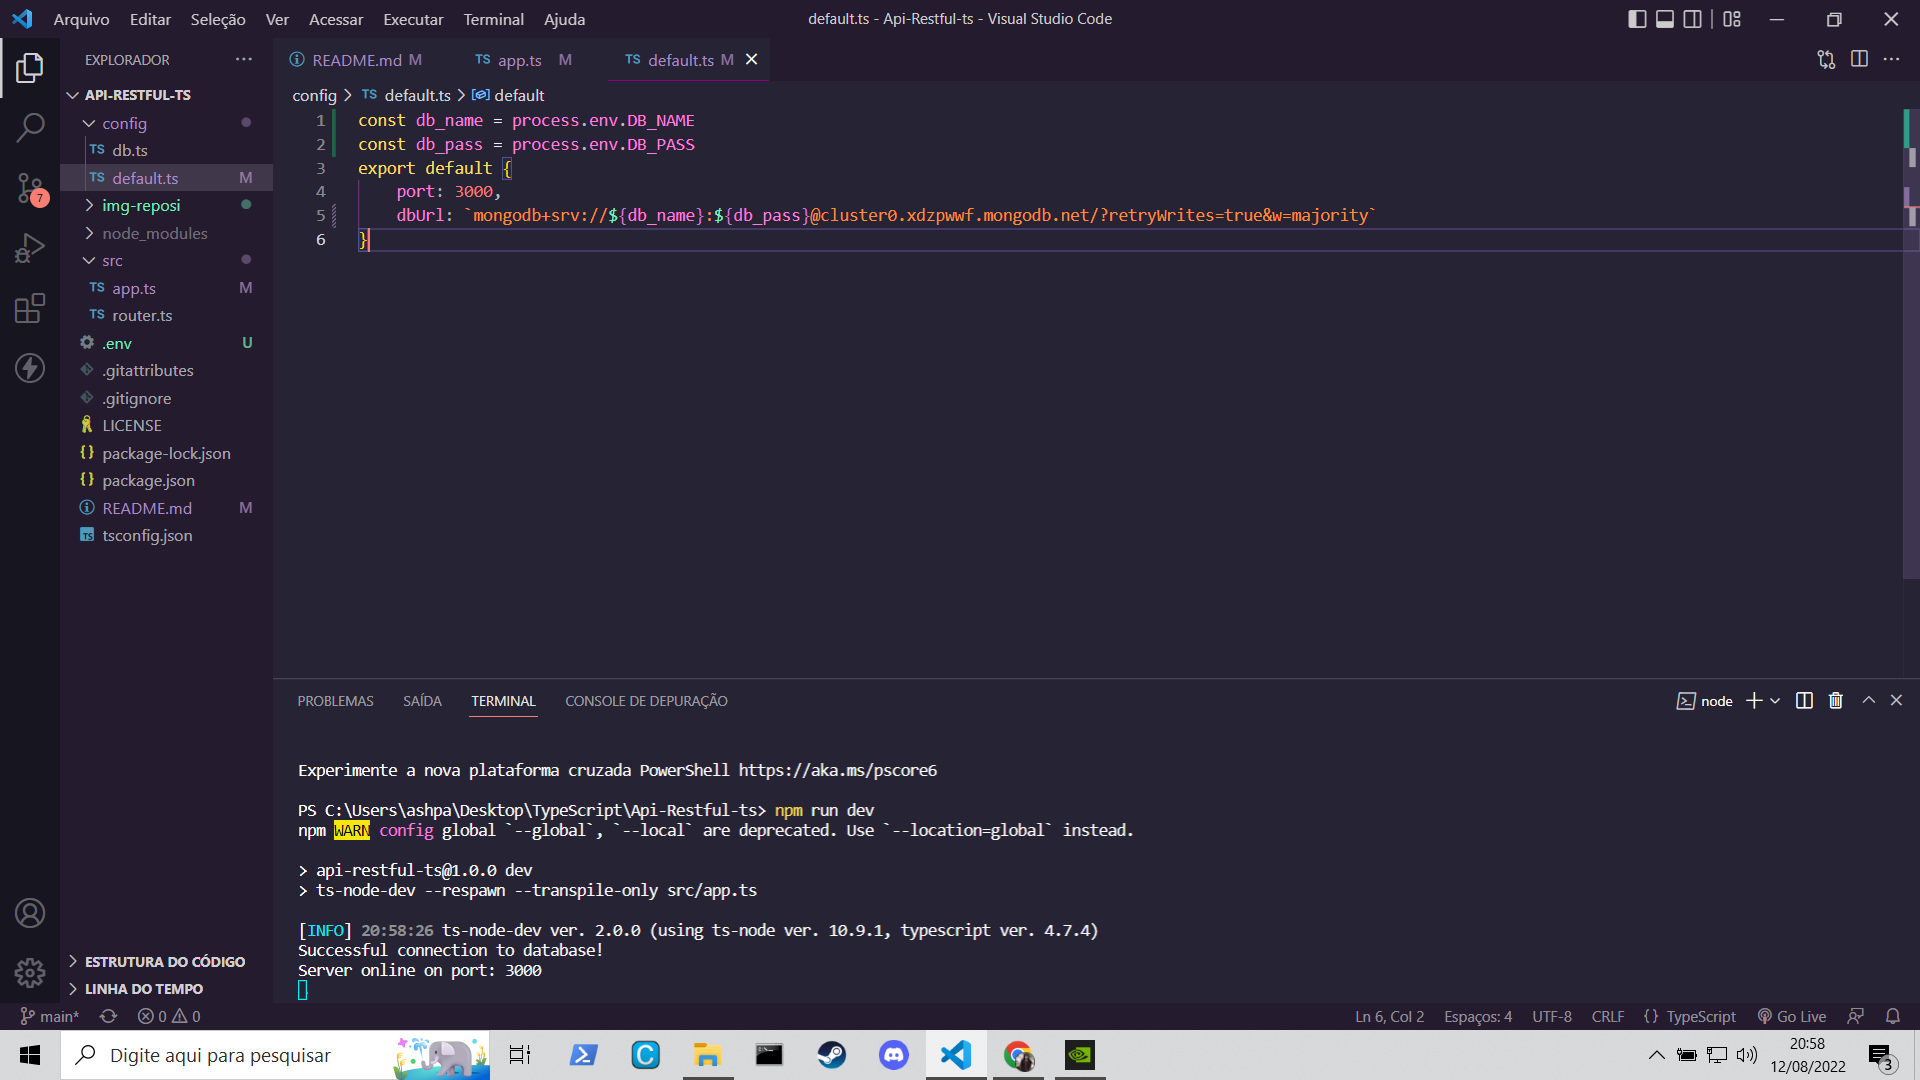 Arquivo Editar Seleção Ver Acessar Executar Terminal Ajuda
default.ts - Api-Restful-ts - Visual Studio Code
EXPLORADOR
API-RESTFUL-TS
config
TS db.ts
TS default.ts M
img-reposi
node_modules
src
TS app.ts M
TS router.ts
.env U
.gitattributes
.gitignore
LICENSE
{} package-lock.json
{} package.json
README.md M
TS tsconfig.json
ESTRUTURA DO CÓDIGO
LINHA DO TEMPO
7
README.md M TS app.ts M TS default.ts M
config > TS default.ts > default
1 const db_name = process.env.DB_NAME
2 const db_pass = process.env.DB_PASS
3 export default {
4 port: 3000,
5 dbUrl: `mongodb+srv://${db_name}:${db_pass}@cluster0.xdzpwwf.mongodb.net/?retryWrites=true&w=majority`
6 }
PROBLEMAS SAÍDA TERMINAL CONSOLE DE DEPURAÇÃO
node
Experimente a nova plataforma cruzada PowerShell https://aka.ms/pscore6
PS C:\Users\ashpa\Desktop\TypeScript\Api-Restful-ts> npm run dev
npm WARN config global `--global`, `--local` are deprecated. Use `--location=global` instead.
> api-restful-ts@1.0.0 dev
> ts-node-dev --respawn --transpile-only src/app.ts
[INFO] 20:58:26 ts-node-dev ver. 2.0.0 (using ts-node ver. 10.9.1, typescript ver. 4.7.4)
Successful connection to database!
Server online on port: 3000
main* 0 0
Ln 6, Col 2 Espaços: 4 UTF-8 CRLF {} TypeScript Go Live
Digite aqui para pesquisar
20:58
12/08/2022
3